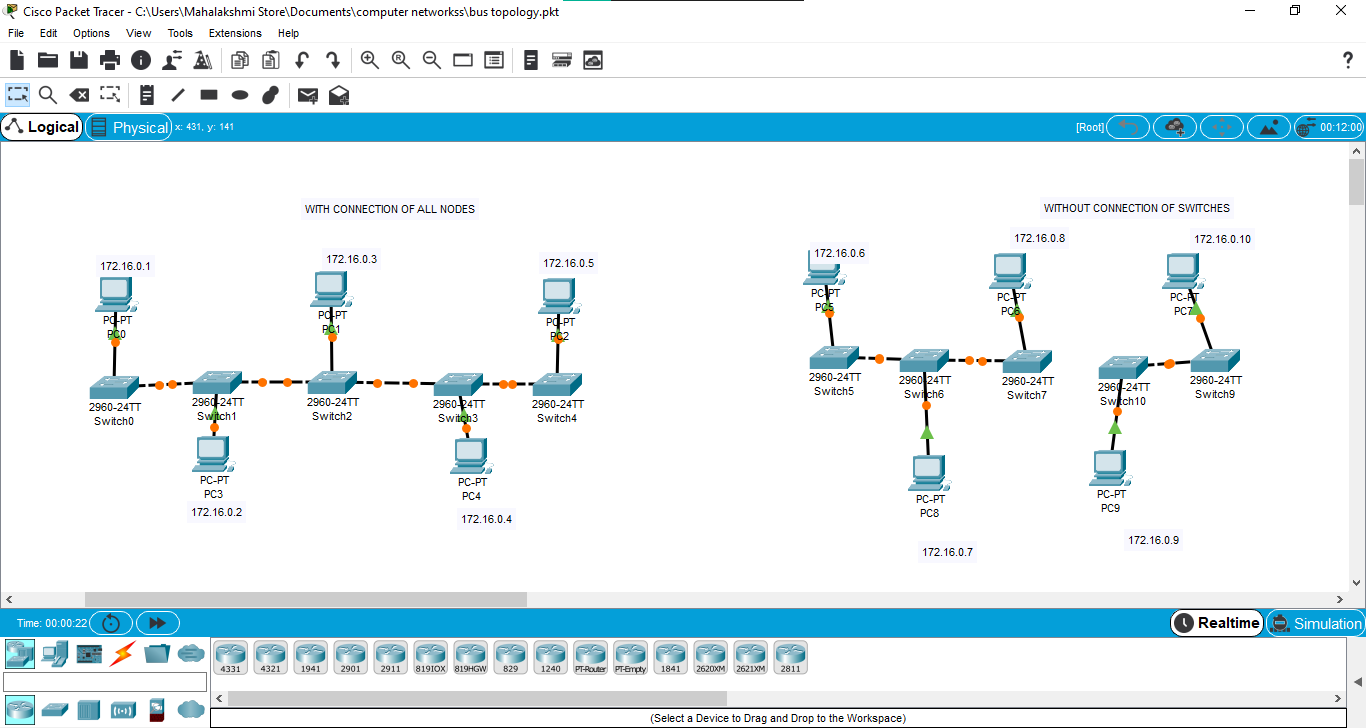 Cisco Packet Tracer - C:\Users\Mahalakshmi Store\Documents\computer networkss\bus topology.pkt
File Edit Options View Tools Extensions Help
Logical Physical x: 431, y: 141 [Root] 00:12:00
WITH CONNECTION OF ALL NODES
172.16.0.1
PC-PT
PC0
172.16.0.3
PC-PT
PC1
172.16.0.5
PC-PT
PC2
2960-24TT
Switch0
2960-24TT
Switch1
2960-24TT
Switch2
2960-24TT
Switch3
2960-24TT
Switch4
PC-PT
PC3
172.16.0.2
PC-PT
PC4
172.16.0.4
WITHOUT CONNECTION OF SWITCHES
172.16.0.6
PC-PT
PC5
172.16.0.8
PC-PT
PC6
172.16.0.10
PC-PT
PC7
2960-24TT
Switch5
2960-24TT
Switch6
2960-24TT
Switch7
2960-24TT
Switch10
2960-24TT
Switch9
PC-PT
PC8
172.16.0.7
PC-PT
PC9
172.16.0.9
Time: 00:00:22 Realtime Simulation
4331 4321 1941 2901 2911 819IOX 819HGW 829 1240 PT-Router PT-Empty 1841 2620XM 2621XM 2811
(Select a Device to Drag and Drop to the Workspace)